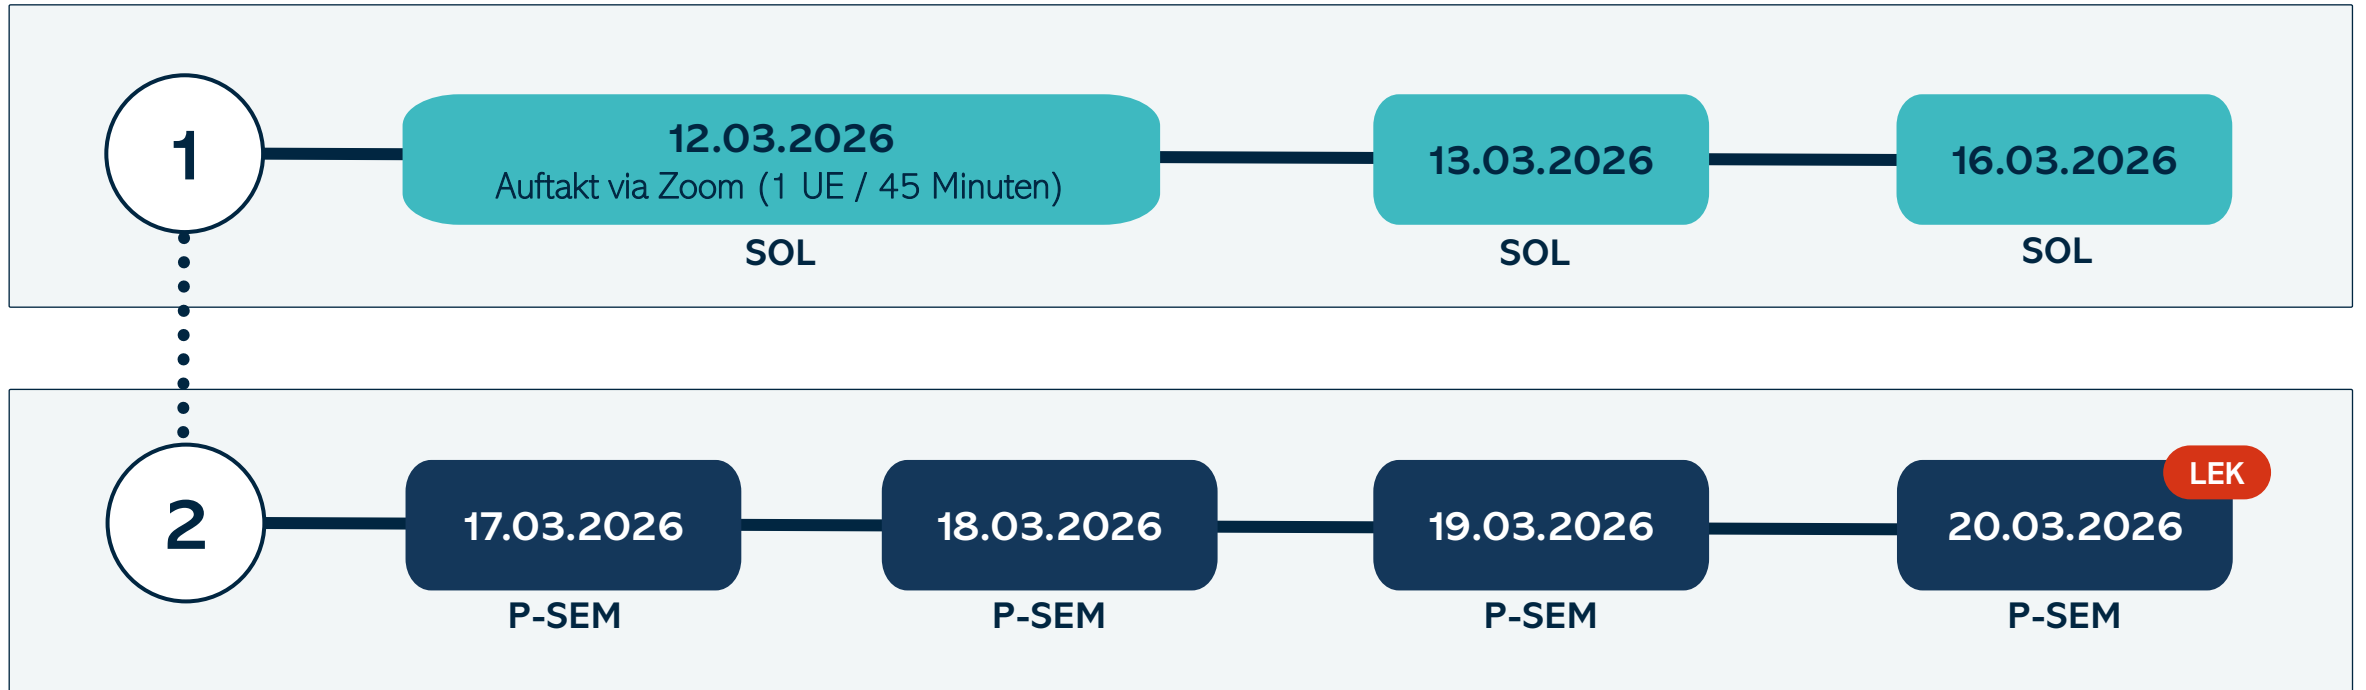 1
12.03.2026
Auftakt via Zoom (1 UE / 45 Minuten)
SOL
13.03.2026
SOL
16.03.2026
SOL
2
17.03.2026
P-SEM
18.03.2026
P-SEM
19.03.2026
P-SEM
LEK
20.03.2026
P-SEM